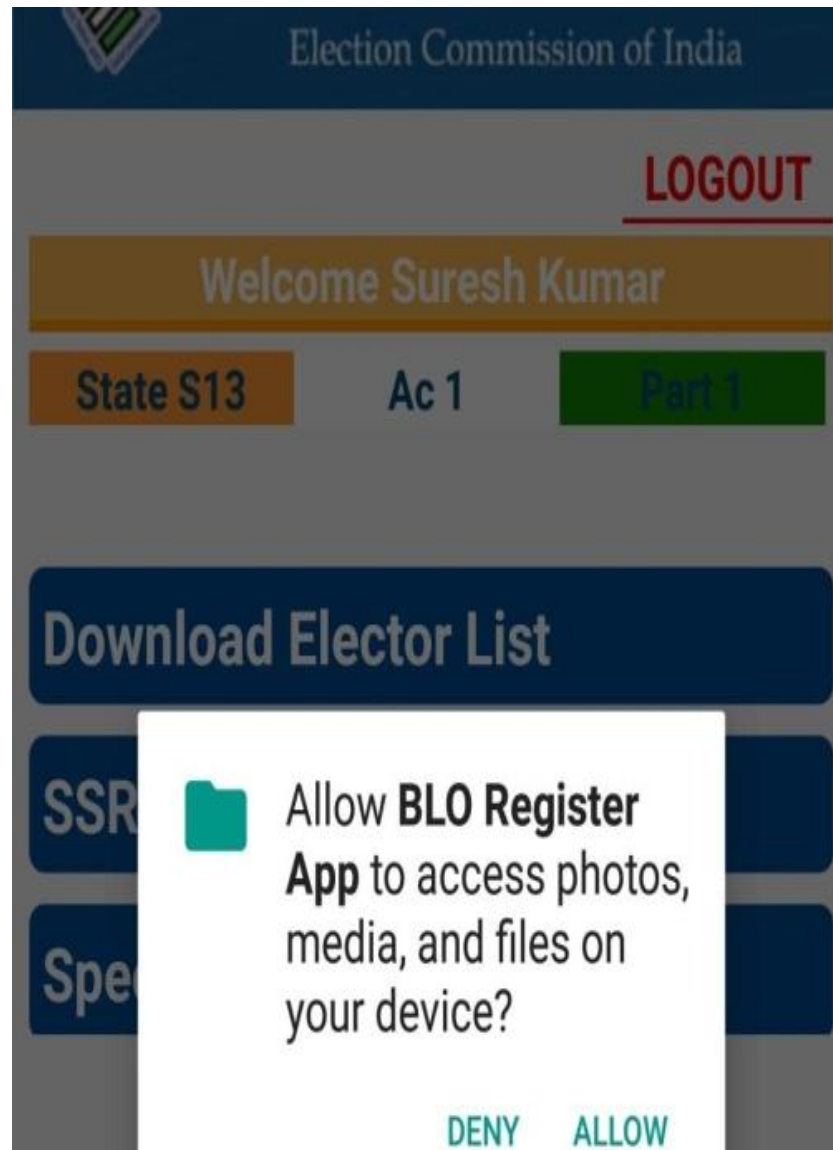 Election Commission of India
LOGOUT
Welcome Suresh Kumar
State S13 Ac 1 Part 1
Download Elector List
SSR
Allow BLO Register
App to access photos,
media, and files on
your device?
Spe
DENY ALLOW